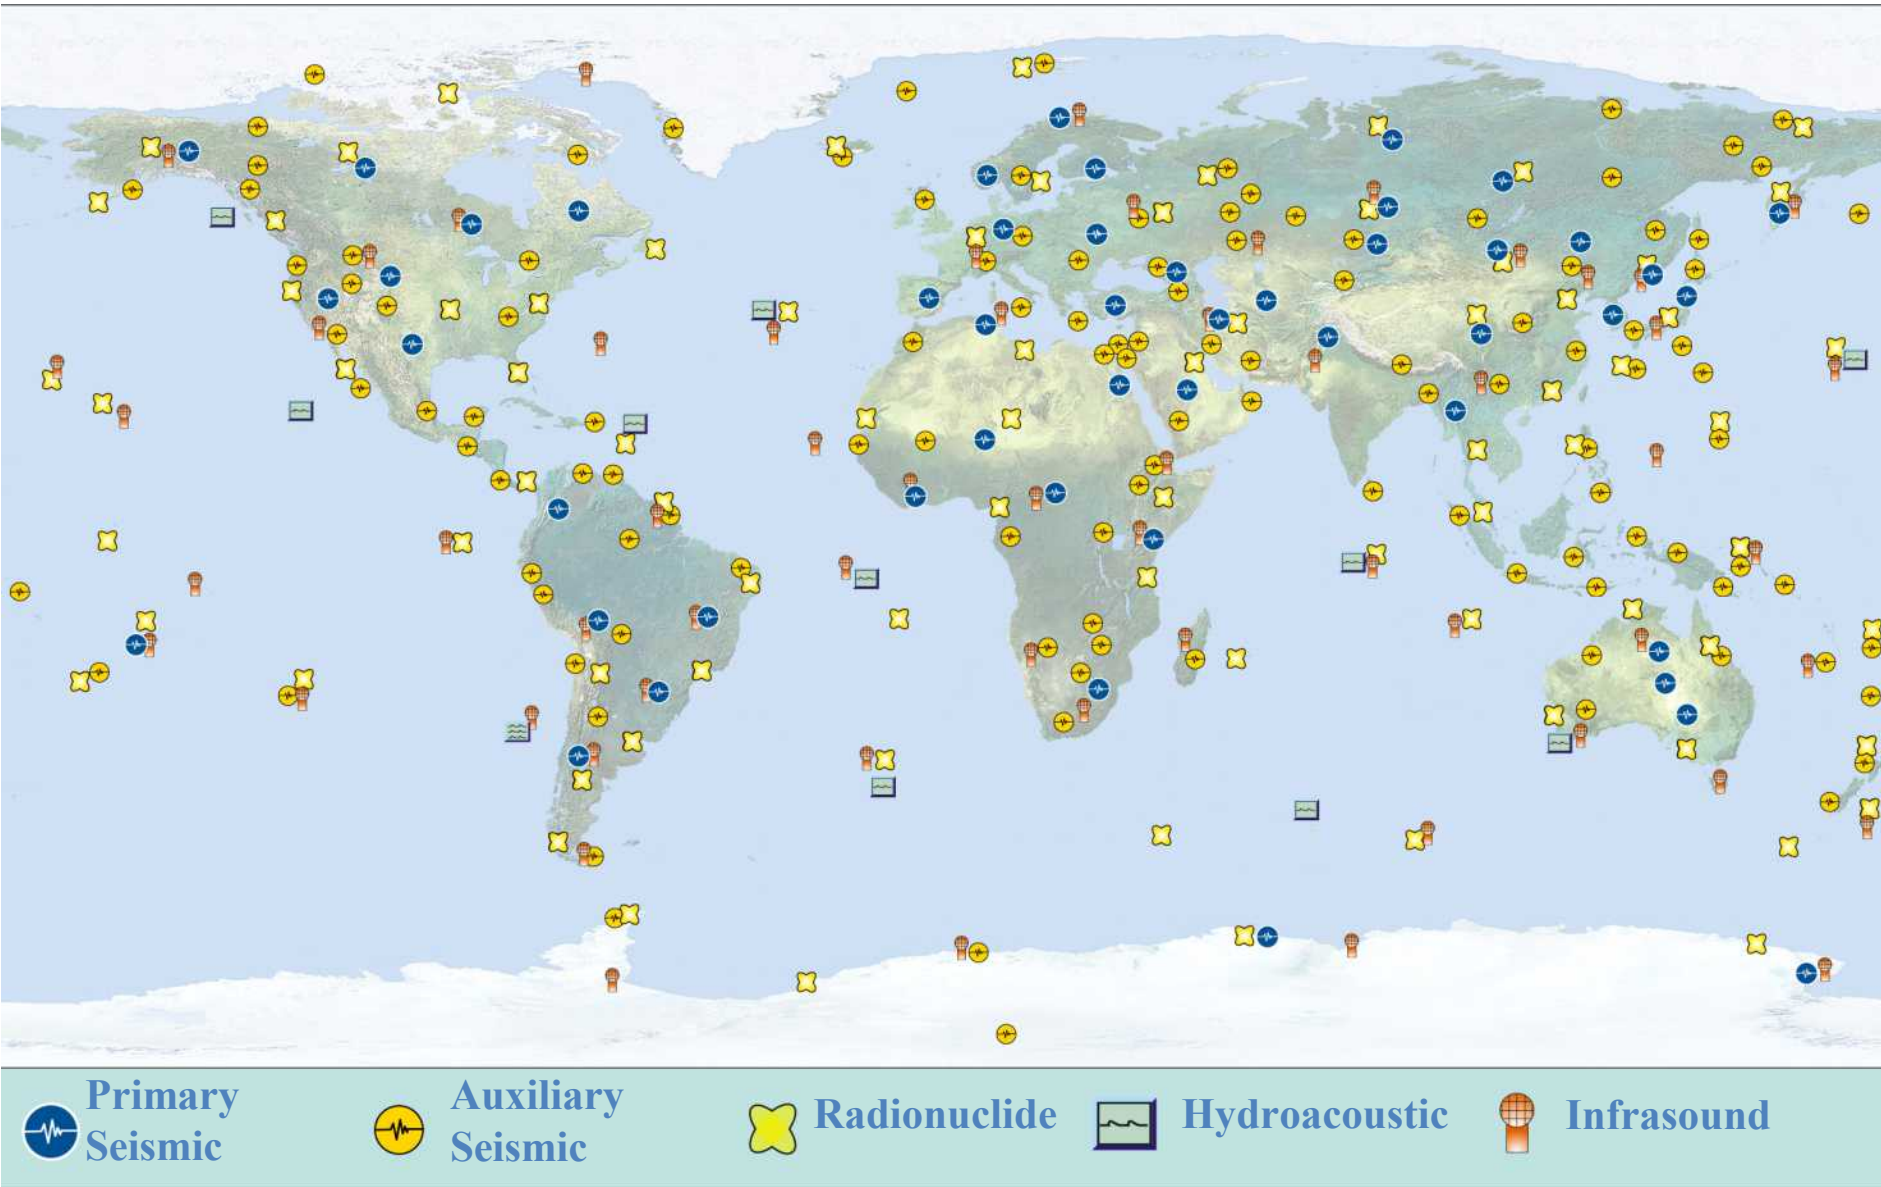 Primary
Seismic
Auxiliary
Seismic
Radionuclide
Hydroacoustic
Infrasound